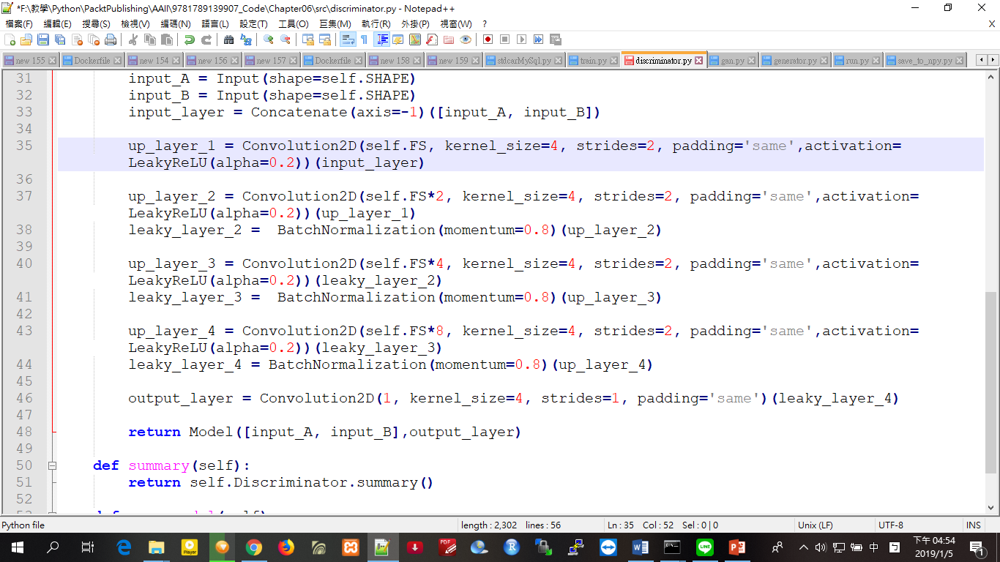 *F:\教學\Python\PacktPublishing\AAII\9781789139907_Code\Chapter06\src\discriminator.py - Notepad++
檔案(F) 編輯(E) 搜尋(S) 檢視(V) 編碼(N) 語言(L) 設定(T) 工具(O) 巨集(M) 執行(R) 外掛(P) 視窗(W) ? X
new 155 Dockerfile new 154 new 156 new 157 Dockerfile new 158 new 159 stdcarMySql.py train.py discriminator.py gan.py generator.py run.py save_to_npy.py
31 input_A = Input(shape=self.SHAPE)
32 input_B = Input(shape=self.SHAPE)
33 input_layer = Concatenate(axis=-1)([input_A, input_B])
34
35 up_layer_1 = Convolution2D(self.FS, kernel_size=4, strides=2, padding='same',activation=
LeakyReLU(alpha=0.2))(input_layer)
36
37 up_layer_2 = Convolution2D(self.FS*2, kernel_size=4, strides=2, padding='same',activation=
LeakyReLU(alpha=0.2))(up_layer_1)
38 leaky_layer_2 =  BatchNormalization(momentum=0.8)(up_layer_2)
39
40 up_layer_3 = Convolution2D(self.FS*4, kernel_size=4, strides=2, padding='same',activation=
LeakyReLU(alpha=0.2))(leaky_layer_2)
41 leaky_layer_3 =  BatchNormalization(momentum=0.8)(up_layer_3)
42
43 up_layer_4 = Convolution2D(self.FS*8, kernel_size=4, strides=2, padding='same',activation=
LeakyReLU(alpha=0.2))(leaky_layer_3)
44 leaky_layer_4 = BatchNormalization(momentum=0.8)(up_layer_4)
45
46 output_layer = Convolution2D(1, kernel_size=4, strides=1, padding='same')(leaky_layer_4)
47
48 return Model([input_A, input_B],output_layer)
49
50 def summary(self):
51 return self.Discriminator.summary()
52
Python file length : 2,302 lines : 56 Ln : 35 Col : 52 Sel : 0 | 0 Unix (LF) UTF-8 INS
中 下午 04:54
2019/1/5